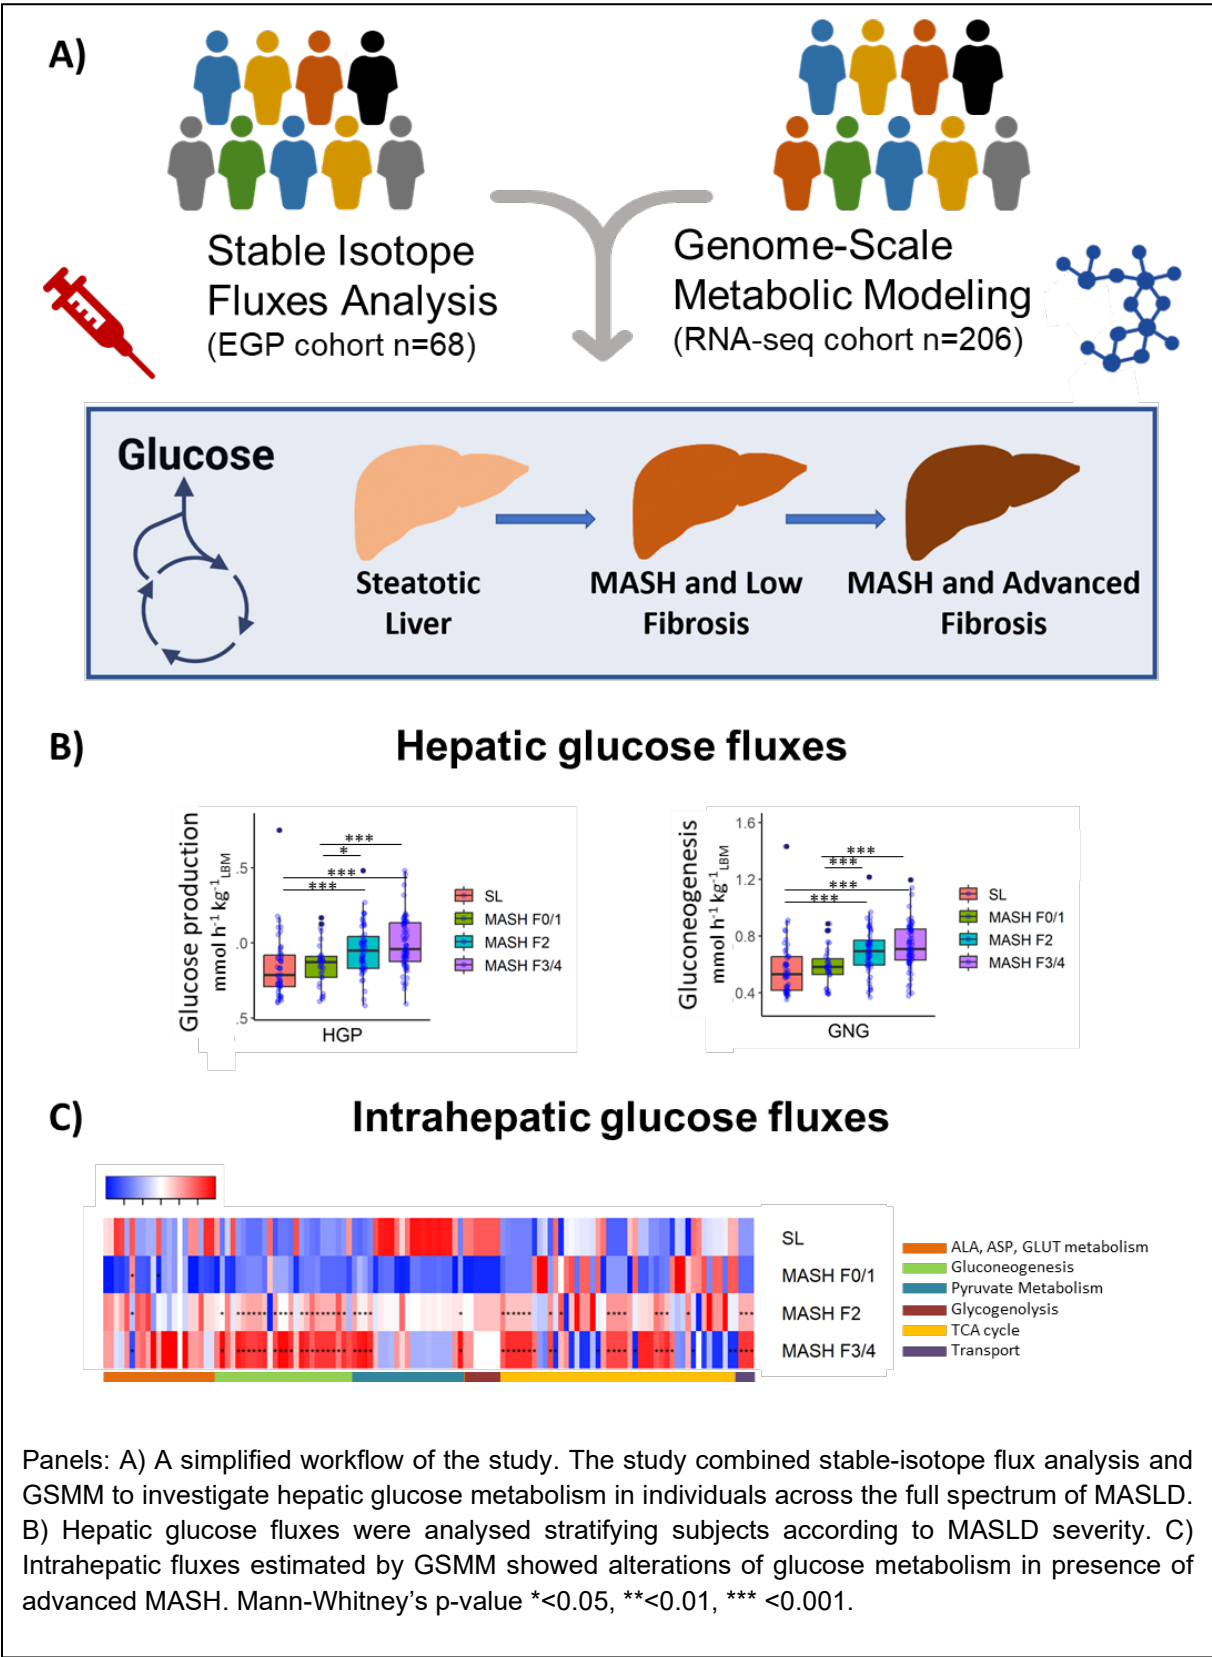 A)
Stable Isotope
Fluxes Analysis
(EGP cohort n=68)
Genome-Scale
Metabolic Modeling
(RNA-seq cohort n=206)
Glucose
Steatotic
Liver
MASH and Low
Fibrosis
MASH and Advanced
Fibrosis
B)
Hepatic glucose fluxes
Glucose production
mmol h-1 kg-1LBM
.5
.0
.5
***
*
***
***
HGP
SL
MASH F0/1
MASH F2
MASH F3/4
Gluconeogenesis
mmol h-1 kg-1LBM
1.6
1.2
0.8
0.4
***
***
***
***
GNG
SL
MASH F0/1
MASH F2
MASH F3/4
C)
Intrahepatic glucose fluxes
SL
MASH F0/1
MASH F2
MASH F3/4
ALA, ASP, GLUT metabolism
Gluconeogenesis
Pyruvate Metabolism
Glycogenolysis
TCA cycle
Transport
Panels: A) A simplified workflow of the study. The study combined stable-isotope flux analysis and
GSMM to investigate hepatic glucose metabolism in individuals across the full spectrum of MASLD.
B) Hepatic glucose fluxes were analysed stratifying subjects according to MASLD severity. C)
Intrahepatic fluxes estimated by GSMM showed alterations of glucose metabolism in presence of
advanced MASH. Mann-Whitney’s p-value *<0.05, **<0.01, *** <0.001.